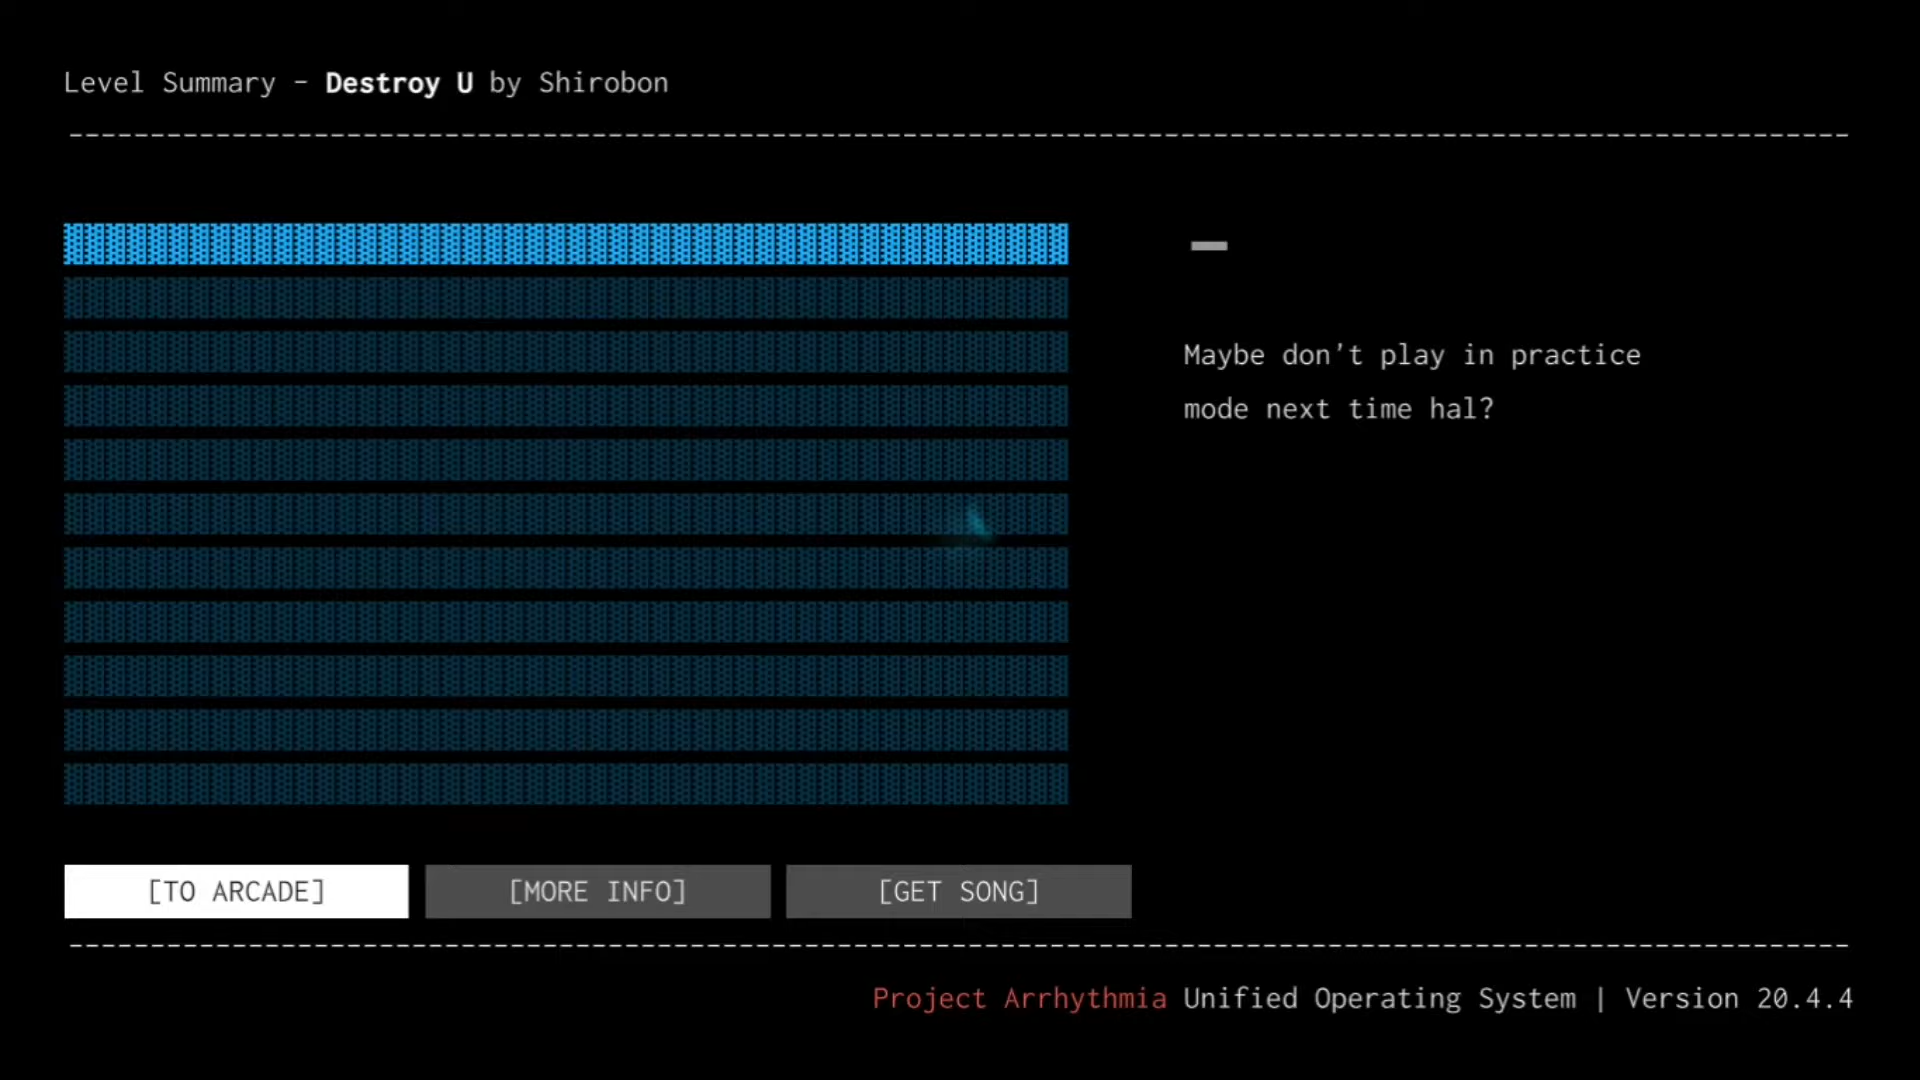 Level Summary - Destroy U by Shirobon
Maybe don't play in practice
mode next time hal?
[TO ARCADE] [MORE INFO] [GET SONG]
Project Arrhythmia Unified Operating System | Version 20.4.4